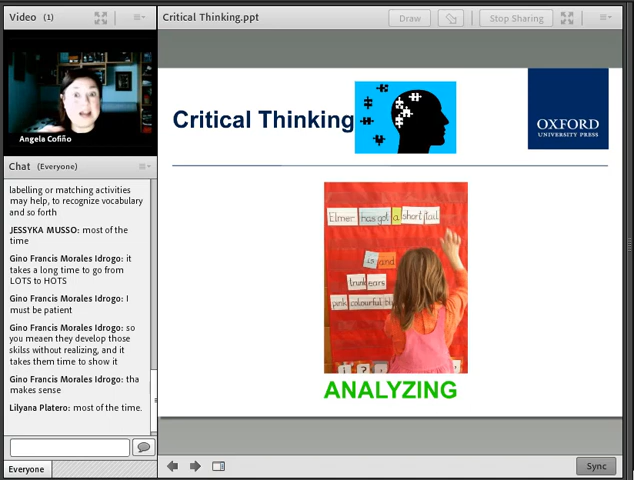 Video (1)
Angela Cofiño
Chat (Everyone)
labelling or matching activities
may help, to recognize vocabulary
and so forth
JESSYKA MUSSO: most of the
time
Gino Francis Morales Idrogo: it
takes a long time to go from
LOTS to HOTS
Gino Francis Morales Idrogo: I
must be patient
Gino Francis Morales Idrogo: so
you meaen they develop those
skilss without realizing, and it
takes them time to show it
Gino Francis Morales Idrogo: tha
makes sense
Lilyana Platero: most of the time.
Everyone
Critical Thinking.ppt
Draw
Stop Sharing
Critical Thinking
OXFORD
UNIVERSITY PRESS
Elmer has got a short tail
is and
trunk ears
pink colourful
ANALYZING
Sync